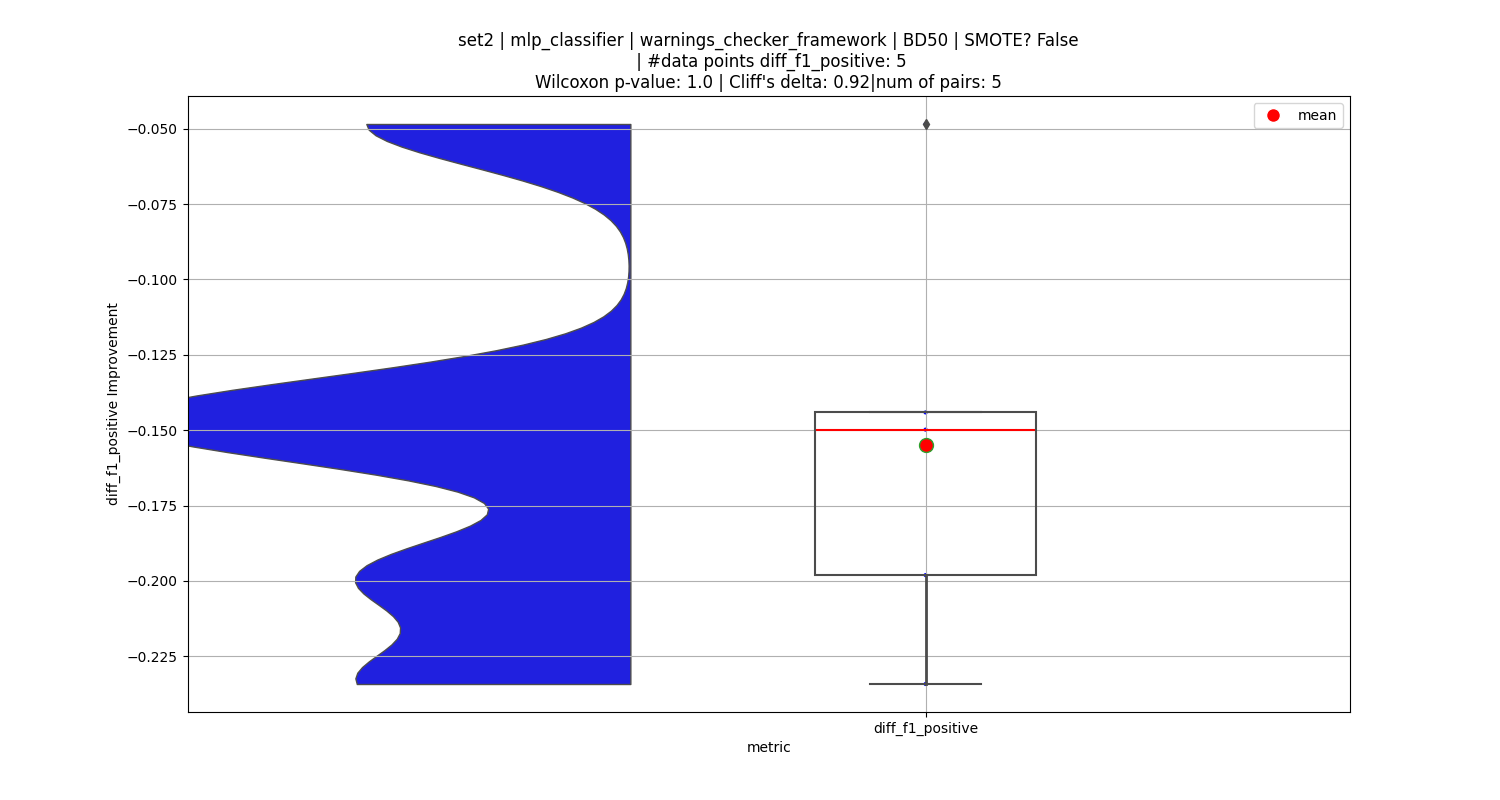 set2 | mlp_classifier | warnings_checker_framework | BD50 | SMOTE? False
| #data points diff_f1_positive: 5
Wilcoxon p-value: 1.0 | Cliff's delta: 0.92|num of pairs: 5
mean
−0.050
−0.075
−0.100
−0.125
−0.150
−0.175
−0.200
−0.225
diff_f1_positive Improvement
diff_f1_positive
metric